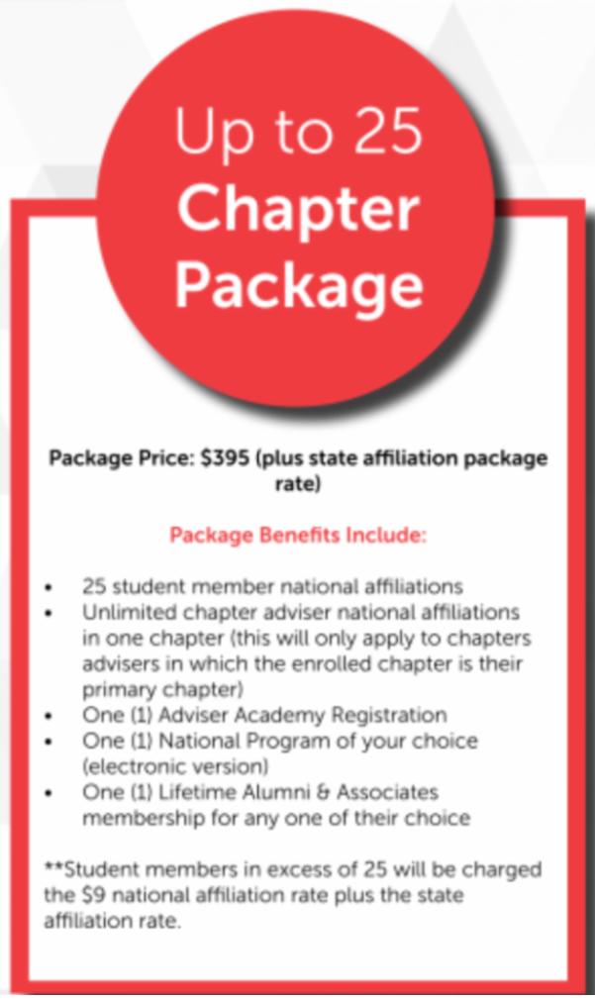 Up to 25
Chapter
Package
Package Price: $395 (plus state affiliation package
rate)
Package Benefits Include:
• 25 student member national affiliations
• Unlimited chapter adviser national affiliations
in one chapter (this will only apply to chapters
advisers in which the enrolled chapter is their
primary chapter)
• One (1) Adviser Academy Registration
• One (1) National Program of your choice
(electronic version)
• One (1) Lifetime Alumni & Associates
membership for any one of their choice
**Student members in excess of 25 will be charged
the $9 national affiliation rate plus the state
affiliation rate.